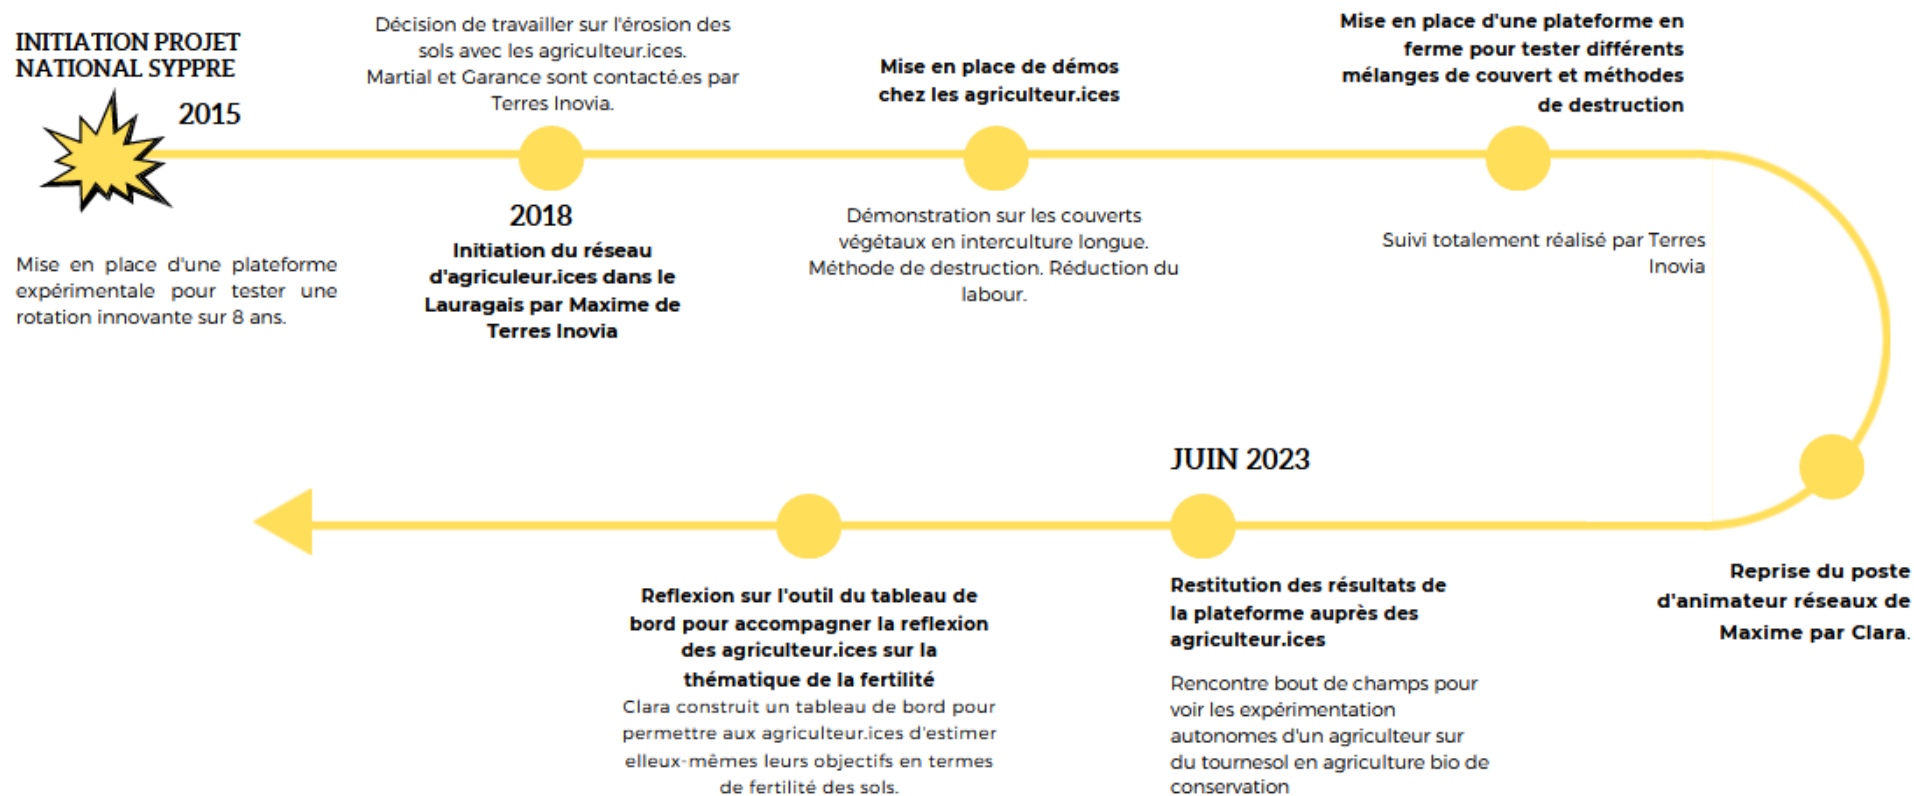 INITIATION PROJET
NATIONAL SYPPRE
2015
Mise en place d'une plateforme
expérimentale pour tester une
rotation innovante sur 8 ans.
Décision de travailler sur l'érosion des
sols avec les agriculteur.ices.
Martial et Garance sont contacté.es par
Terres Inovia.
2018
Initiation du réseau
d'agriculeur.ices dans le
Lauragais par Maxime de
Terres Inovia
Mise en place de démos
chez les agriculteur.ices
Démonstration sur les couverts
végétaux en interculture longue.
Méthode de destruction. Réduction du
labour.
Mise en place d'une plateforme en
ferme pour tester différents
mélanges de couvert et méthodes
de destruction
Suivi totalement réalisé par Terres
Inovia
Reprise du poste
d'animateur réseaux de
Maxime par Clara.
JUIN 2023
Restitution des résultats de
la plateforme auprès des
agriculteur.ices
Rencontre bout de champs pour
voir les expérimentation
autonomes d'un agriculteur sur
du tournesol en agriculture bio de
conservation
Reflexion sur l'outil du tableau de
bord pour accompagner la reflexion
des agriculteur.ices sur la
thématique de la fertilité
Clara construit un tableau de bord pour
permettre aux agriculteur.ices d'estimer
elleux-mêmes leurs objectifs en termes
de fertilité des sols.